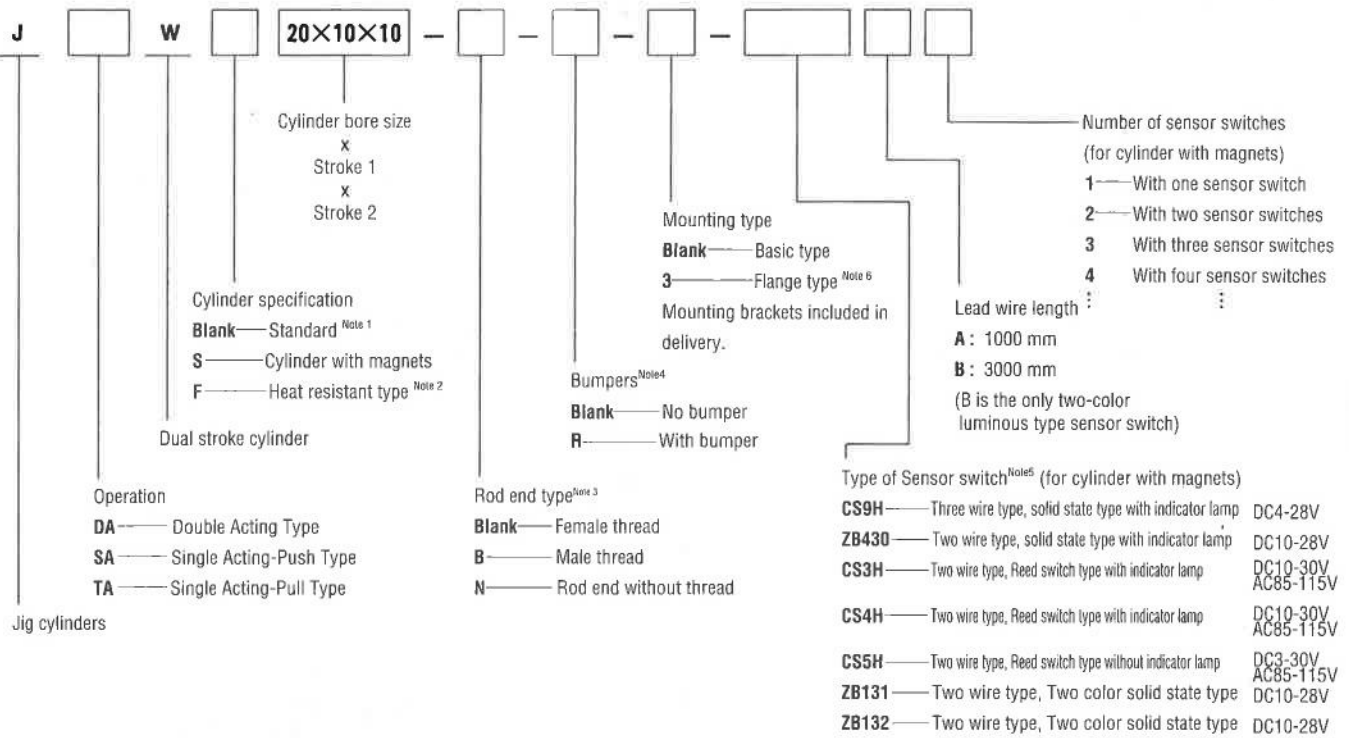 J W 20×10×10 — - - -
Cylinder bore size
x
Stroke 1
x
Stroke 2
Number of sensor switches
(for cylinder with magnets)
1 — With one sensor switch
2 — With two sensor switches
3 With three sensor switches
4 With four sensor switches
⋮ ⋮
Mounting type
Blank — Basic type
3 — Flange type Note 6
Mounting brackets included in
delivery.
Cylinder specification
Blank — Standard Note 1
S — Cylinder with magnets
F — Heat resistant type Note 2
Lead wire length
A : 1000 mm
B : 3000 mm
(B is the only two-color
luminous type sensor switch)
Bumpers Note4
Blank — No bumper
R — With bumper
Dual stroke cylinder
Operation
DA — Double Acting Type
SA — Single Acting-Push Type
TA — Single Acting-Pull Type
Rod end type Note 3
Blank — Female thread
B — Male thread
N — Rod end without thread
Jig cylinders
Type of Sensor switch Note5 (for cylinder with magnets)
CS9H — Three wire type, solid state type with indicator lamp DC4-28V
ZB430 — Two wire type, solid state type with indicator lamp DC10-28V
CS3H — Two wire type, Reed switch type with indicator lamp DC10-30V
AC85-115V
CS4H — Two wire type, Reed switch type with indicator lamp DC10-30V
AC85-115V
CS5H — Two wire type, Reed switch type without indicator lamp DC3-30V
AC85-115V
ZB131 — Two wire type, Two color solid state type DC10-28V
ZB132 — Two wire type, Two color solid state type DC10-28V